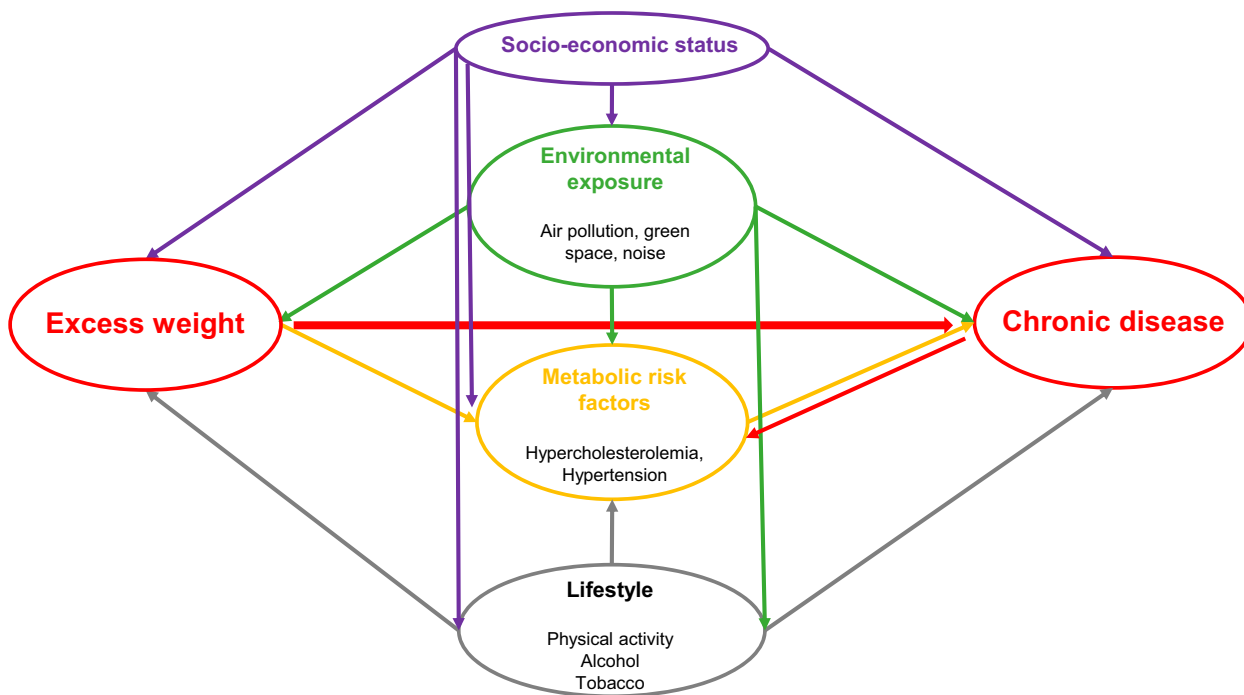 Socio-economic status
Environmental
exposure
Air pollution, green
space, noise
Excess weight
Chronic disease
Metabolic risk
factors
Hypercholesterolemia,
Hypertension
Lifestyle
Physical activity
Alcohol
Tobacco